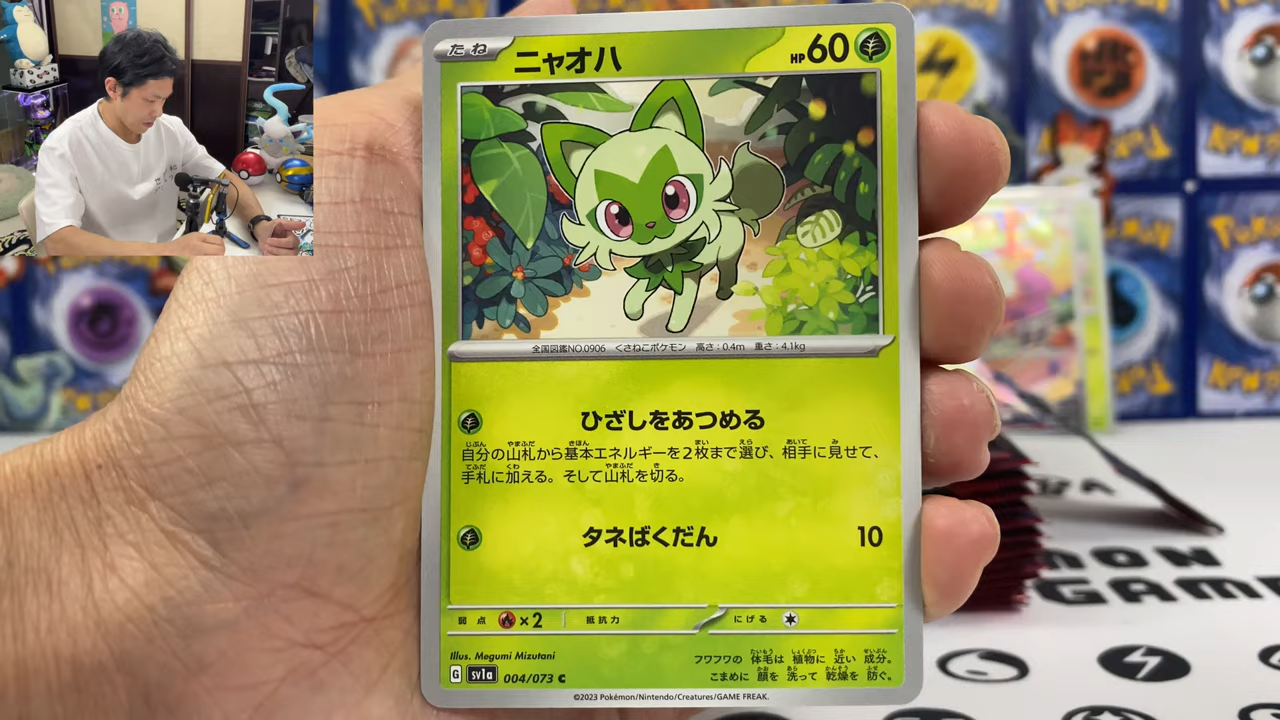 たね
ニャオハ
HP60
全国図鑑NO.0906 くさねこポケモン 高さ:0.4m 重さ:4.1kg
ひざしをあつめる
自分の山札から基本エネルギーを2枚まで選び、相手に見せて、
手札に加える。そして山札を切る。
タネばくだん 10
弱点 ×2 抵抗力 にげる
Illus. Megumi Mizutani
フワフワの 体毛は 植物に 近い 成分。
こまめに 顔を 洗って 乾燥を 防ぐ。
G sv1a 004/073 C
©2023 Pokémon/Nintendo/Creatures/GAME FREAK.
MON
GAME